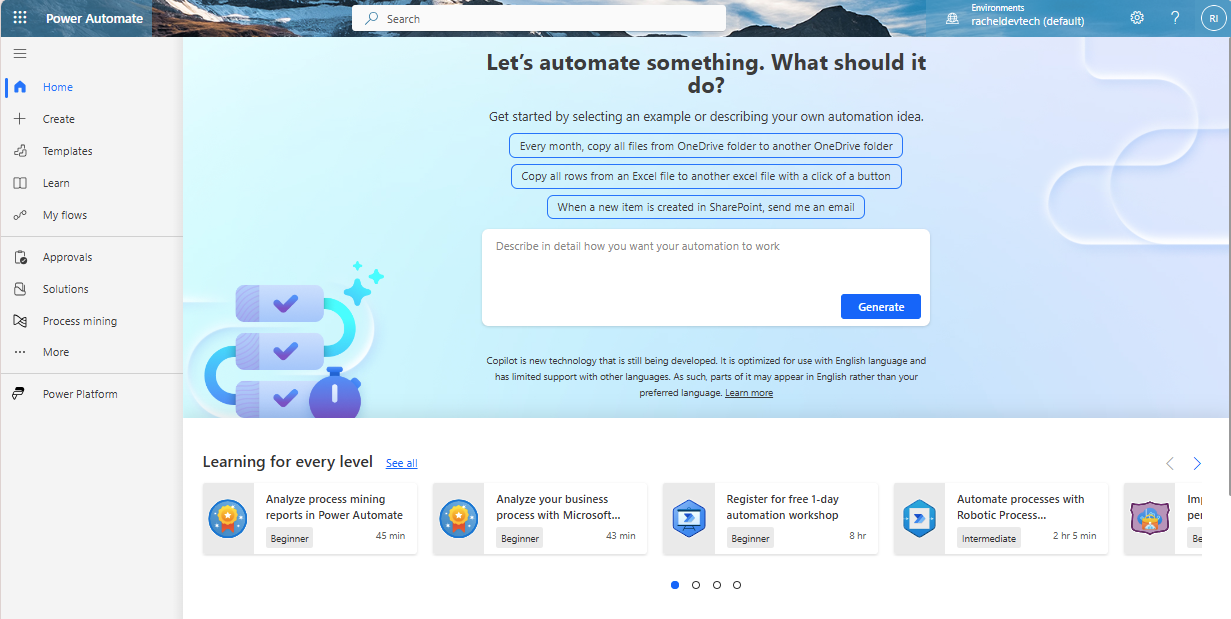 Power Automate
Search
Environments
racheldevtech (default)
?
RI
Home
Create
Templates
Learn
My flows
Approvals
Solutions
Process mining
More
Power Platform
Let’s automate something. What should it
do?
Get started by selecting an example or describing your own automation idea.
Every month, copy all files from OneDrive folder to another OneDrive folder
Copy all rows from an Excel file to another excel file with a click of a button
When a new item is created in SharePoint, send me an email
Describe in detail how you want your automation to work
Generate
Copilot is new technology that is still being developed. It is optimized for use with English language and
has limited support with other languages. As such, parts of it may appear in English rather than your
preferred language. Learn more
Learning for every level See all
Analyze process mining
reports in Power Automate
Beginner 45 min
Analyze your business
process with Microsoft...
Beginner 43 min
Register for free 1-day
automation workshop
Beginner 8 hr
Automate processes with
Robotic Process...
Intermediate 2 hr 5 min